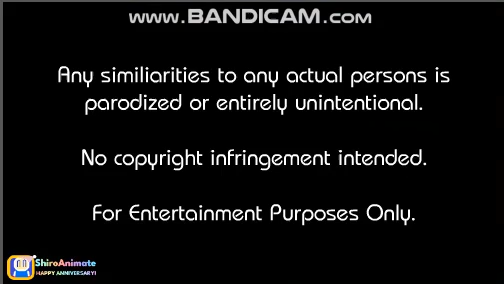 www.BANDICAM.com
Any similiarities to any actual persons is
parodized or entirely unintentional.
No copyright infringement intended.
For Entertainment Purposes Only.
ShiroAnimate
HAPPY ANNIVERSARY!